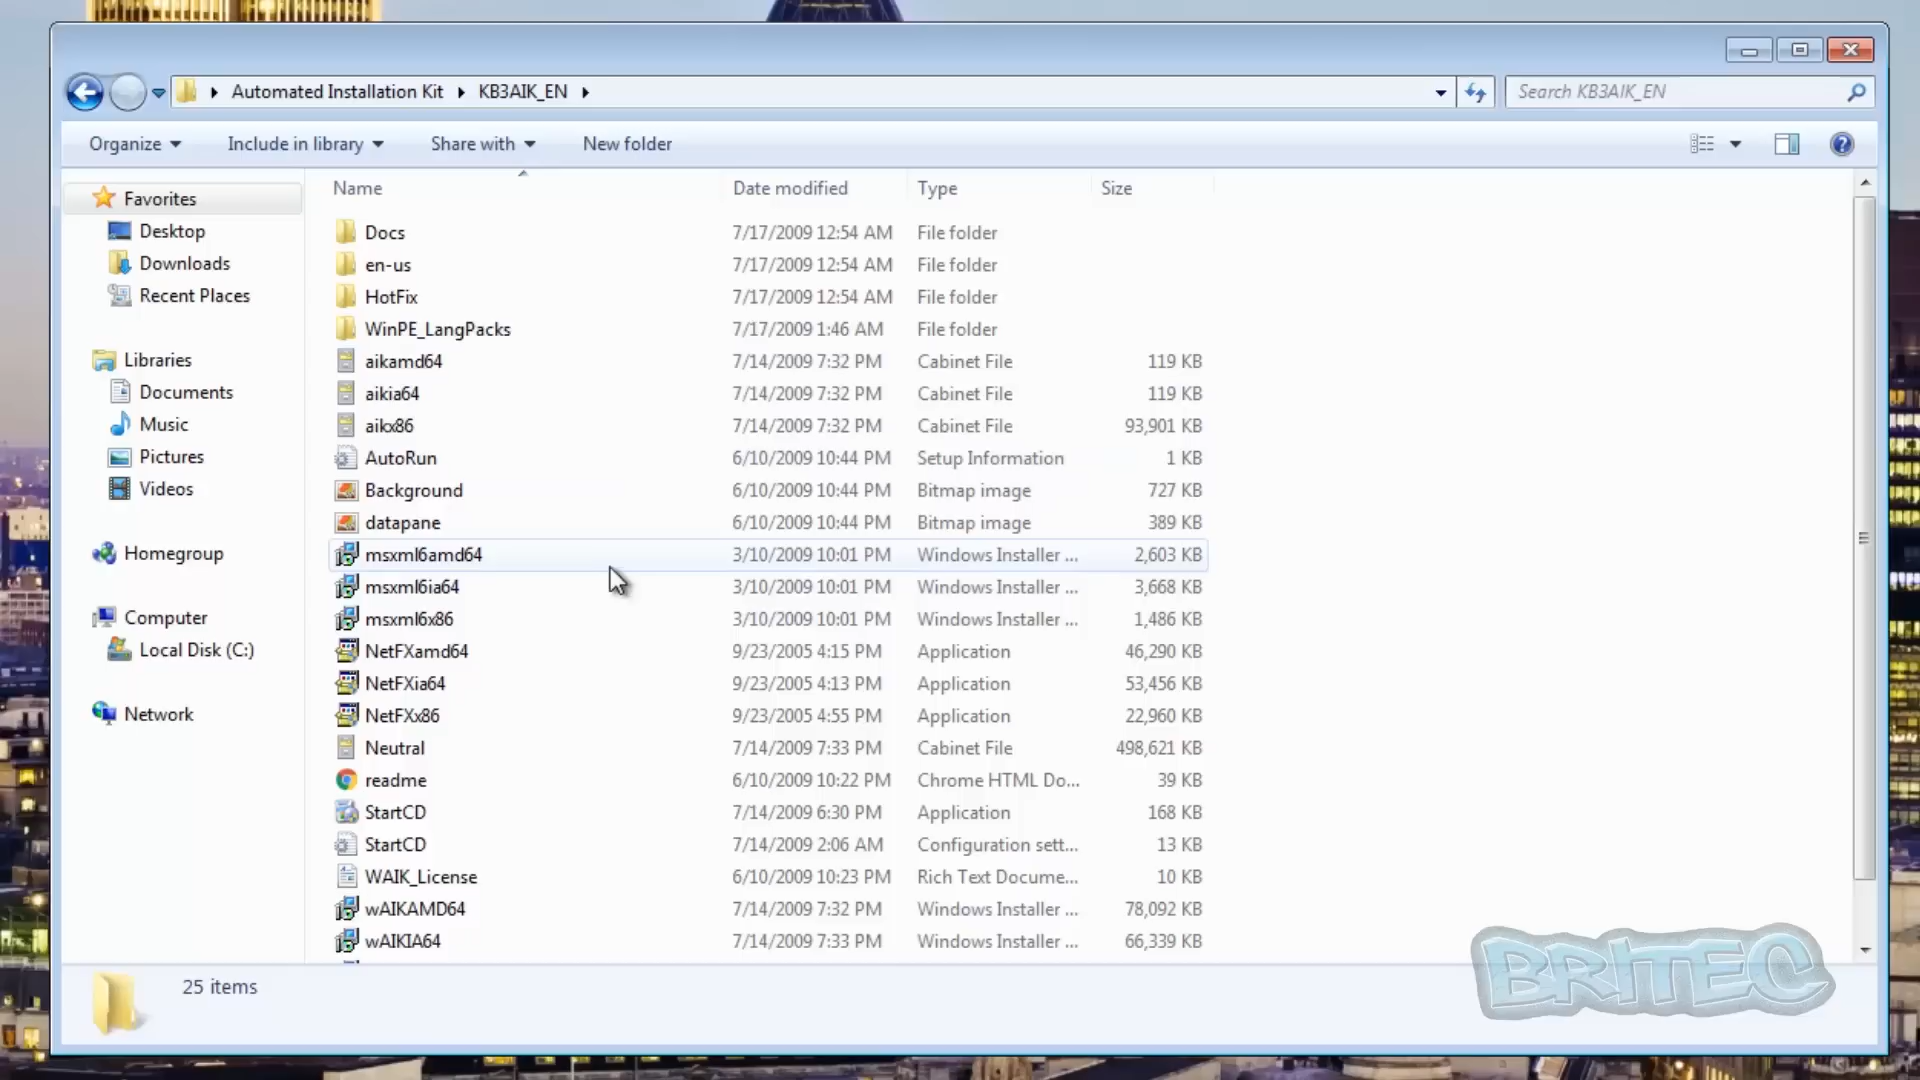 Automated Installation Kit KB3AIK_EN
Search KB3AIK_EN
Organize Include in library Share with New folder
Name Date modified Type Size
Favorites
Desktop
Downloads
Recent Places
Libraries
Documents
Music
Pictures
Videos
Homegroup
Computer
Local Disk (C:)
Network
Docs 7/17/2009 12:54 AM File folder
en-us 7/17/2009 12:54 AM File folder
HotFix 7/17/2009 12:54 AM File folder
WinPE_LangPacks 7/17/2009 1:46 AM File folder
aikamd64 7/14/2009 7:32 PM Cabinet File 119 KB
aikia64 7/14/2009 7:32 PM Cabinet File 119 KB
aikx86 7/14/2009 7:32 PM Cabinet File 93,901 KB
AutoRun 6/10/2009 10:44 PM Setup Information 1 KB
Background 6/10/2009 10:44 PM Bitmap image 727 KB
datapane 6/10/2009 10:44 PM Bitmap image 389 KB
msxml6amd64 3/10/2009 10:01 PM Windows Installer ... 2,603 KB
msxml6ia64 3/10/2009 10:01 PM Windows Installer ... 3,668 KB
msxml6x86 3/10/2009 10:01 PM Windows Installer ... 1,486 KB
NetFXamd64 9/23/2005 4:15 PM Application 46,290 KB
NetFXia64 9/23/2005 4:13 PM Application 53,456 KB
NetFXx86 9/23/2005 4:55 PM Application 22,960 KB
Neutral 7/14/2009 7:33 PM Cabinet File 498,621 KB
readme 6/10/2009 10:22 PM Chrome HTML Do... 39 KB
StartCD 7/14/2009 6:30 PM Application 168 KB
StartCD 7/14/2009 2:06 AM Configuration sett... 13 KB
WAIK_License 6/10/2009 10:23 PM Rich Text Docume... 10 KB
wAIKAMD64 7/14/2009 7:32 PM Windows Installer ... 78,092 KB
wAIKIA64 7/14/2009 7:33 PM Windows Installer ... 66,339 KB
25 items
BRITEC